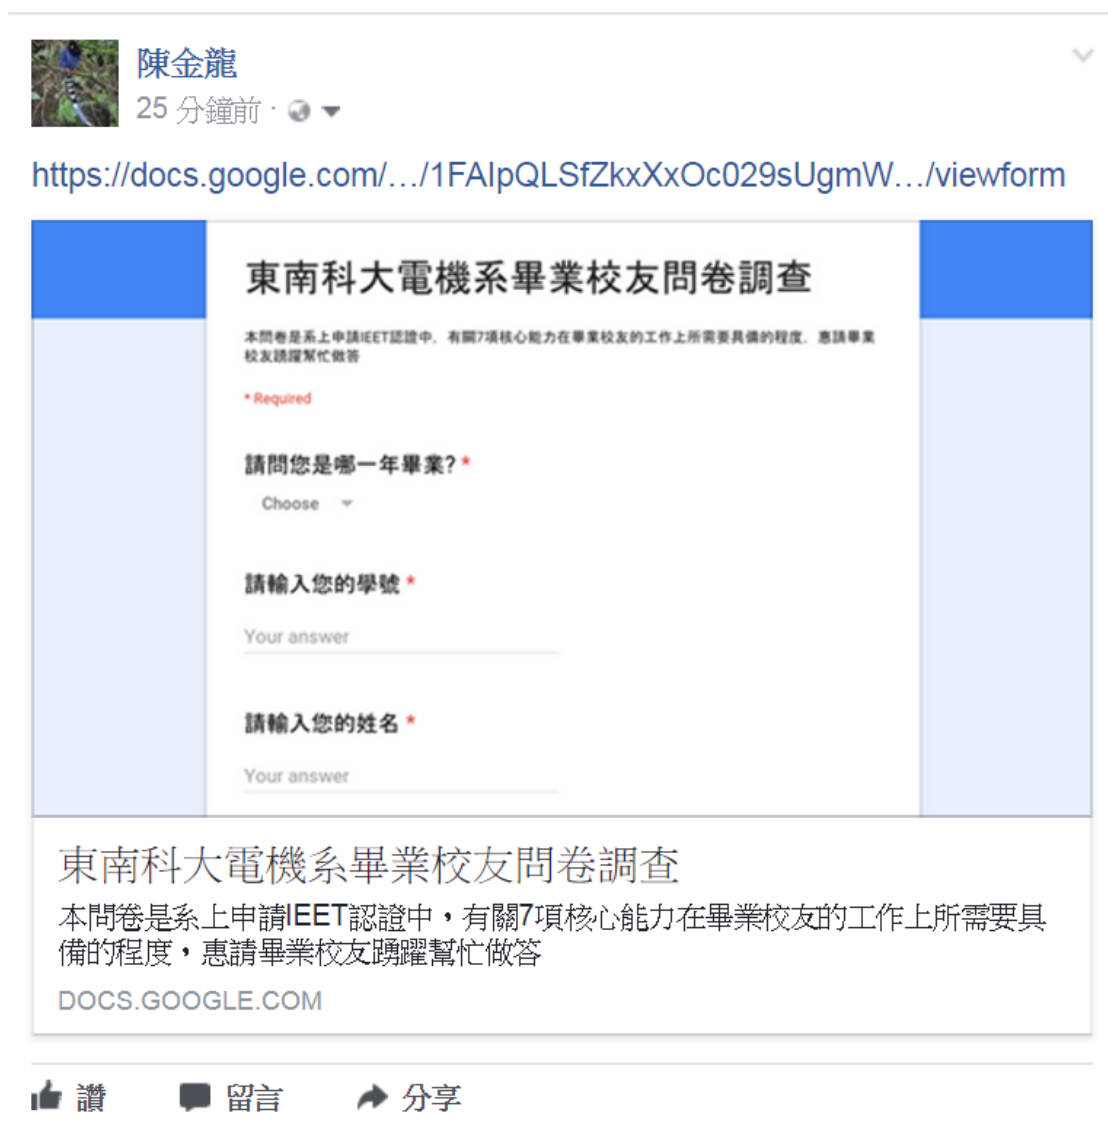 陳金龍
25 分鐘前 ·
https://docs.google.com/…/1FAIpQLSfZkxXxOc029sUgmW…/viewform
東南科大電機系畢業校友問卷調查
本問卷是系上申請IEET認證中，有關7項核心能力在畢業校友的工作上所需要具備的程度，惠請畢業
校友踴躍幫忙做答
* Required
請問您是哪一年畢業? *
Choose
請輸入您的學號 *
Your answer
請輸入您的姓名 *
Your answer
東南科大電機系畢業校友問卷調查
本問卷是系上申請IEET認證中，有關7項核心能力在畢業校友的工作上所需要具
備的程度，惠請畢業校友踴躍幫忙做答
DOCS.GOOGLE.COM
讚 留言 分享